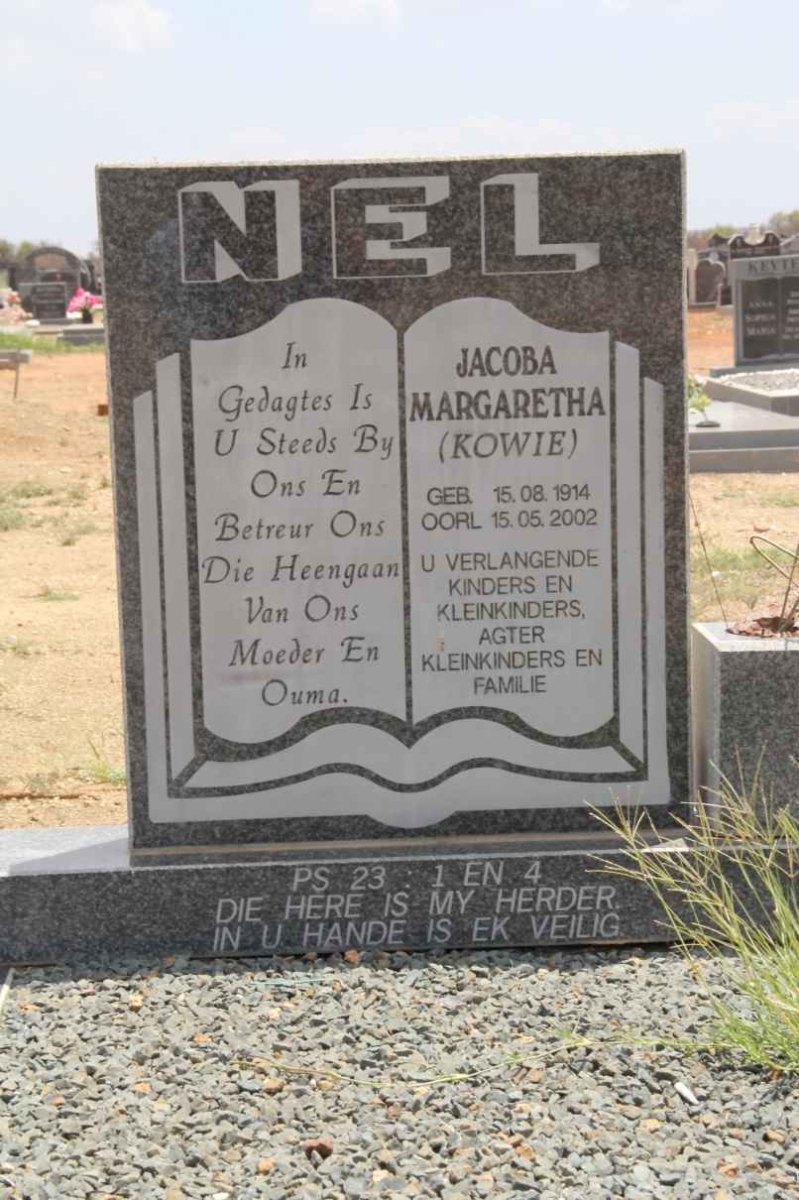 NEL
In
Gedagtes Is
U Steeds By
Ons En
Betreur Ons
Die Heengaan
Van Ons
Moeder En
Ouma.
JACOBA
MARGARETHA
(KOWIE)
GEB. 15.08.1914
OORL 15.05.2002
U VERLANGENDE
KINDERS EN
KLEINKINDERS,
AGTER
KLEINKINDERS EN
FAMILIE
PS 23 : 1 EN 4
DIE HERE IS MY HERDER.
IN U HANDE IS EK VEILIG
ANNA
MARIA